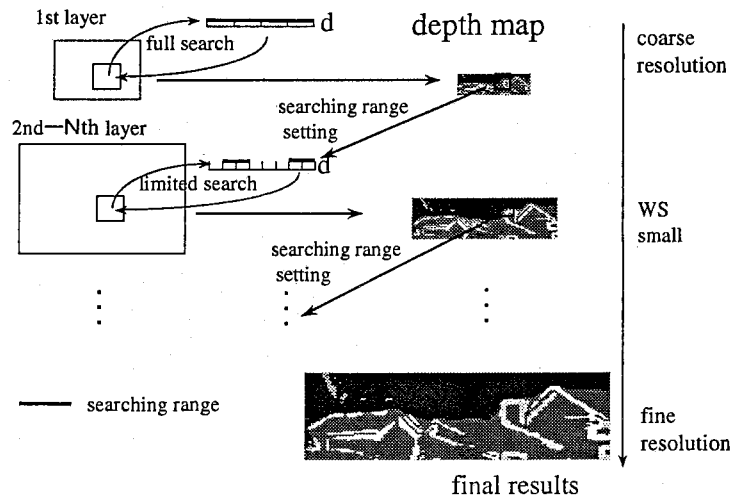 1st layer
full search
d
depth map
coarse
resolution
searching range
setting
2nd—Nth layer
limited search
d
WS
small
searching range
setting
searching range
fine
resolution
final results